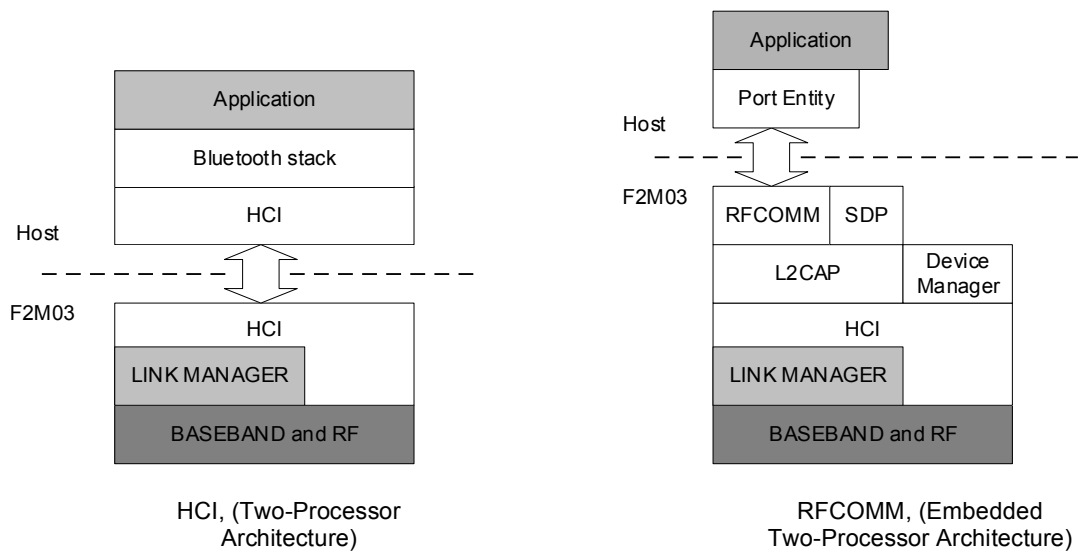 Application
Bluetooth stack
HCI
Host
F2M03
HCI
LINK MANAGER
BASEBAND and RF
HCI, (Two-Processor
Architecture)
Application
Port Entity
Host
F2M03
RFCOMM
SDP
L2CAP
Device
Manager
HCI
LINK MANAGER
BASEBAND and RF
RFCOMM, (Embedded
Two-Processor Architecture)